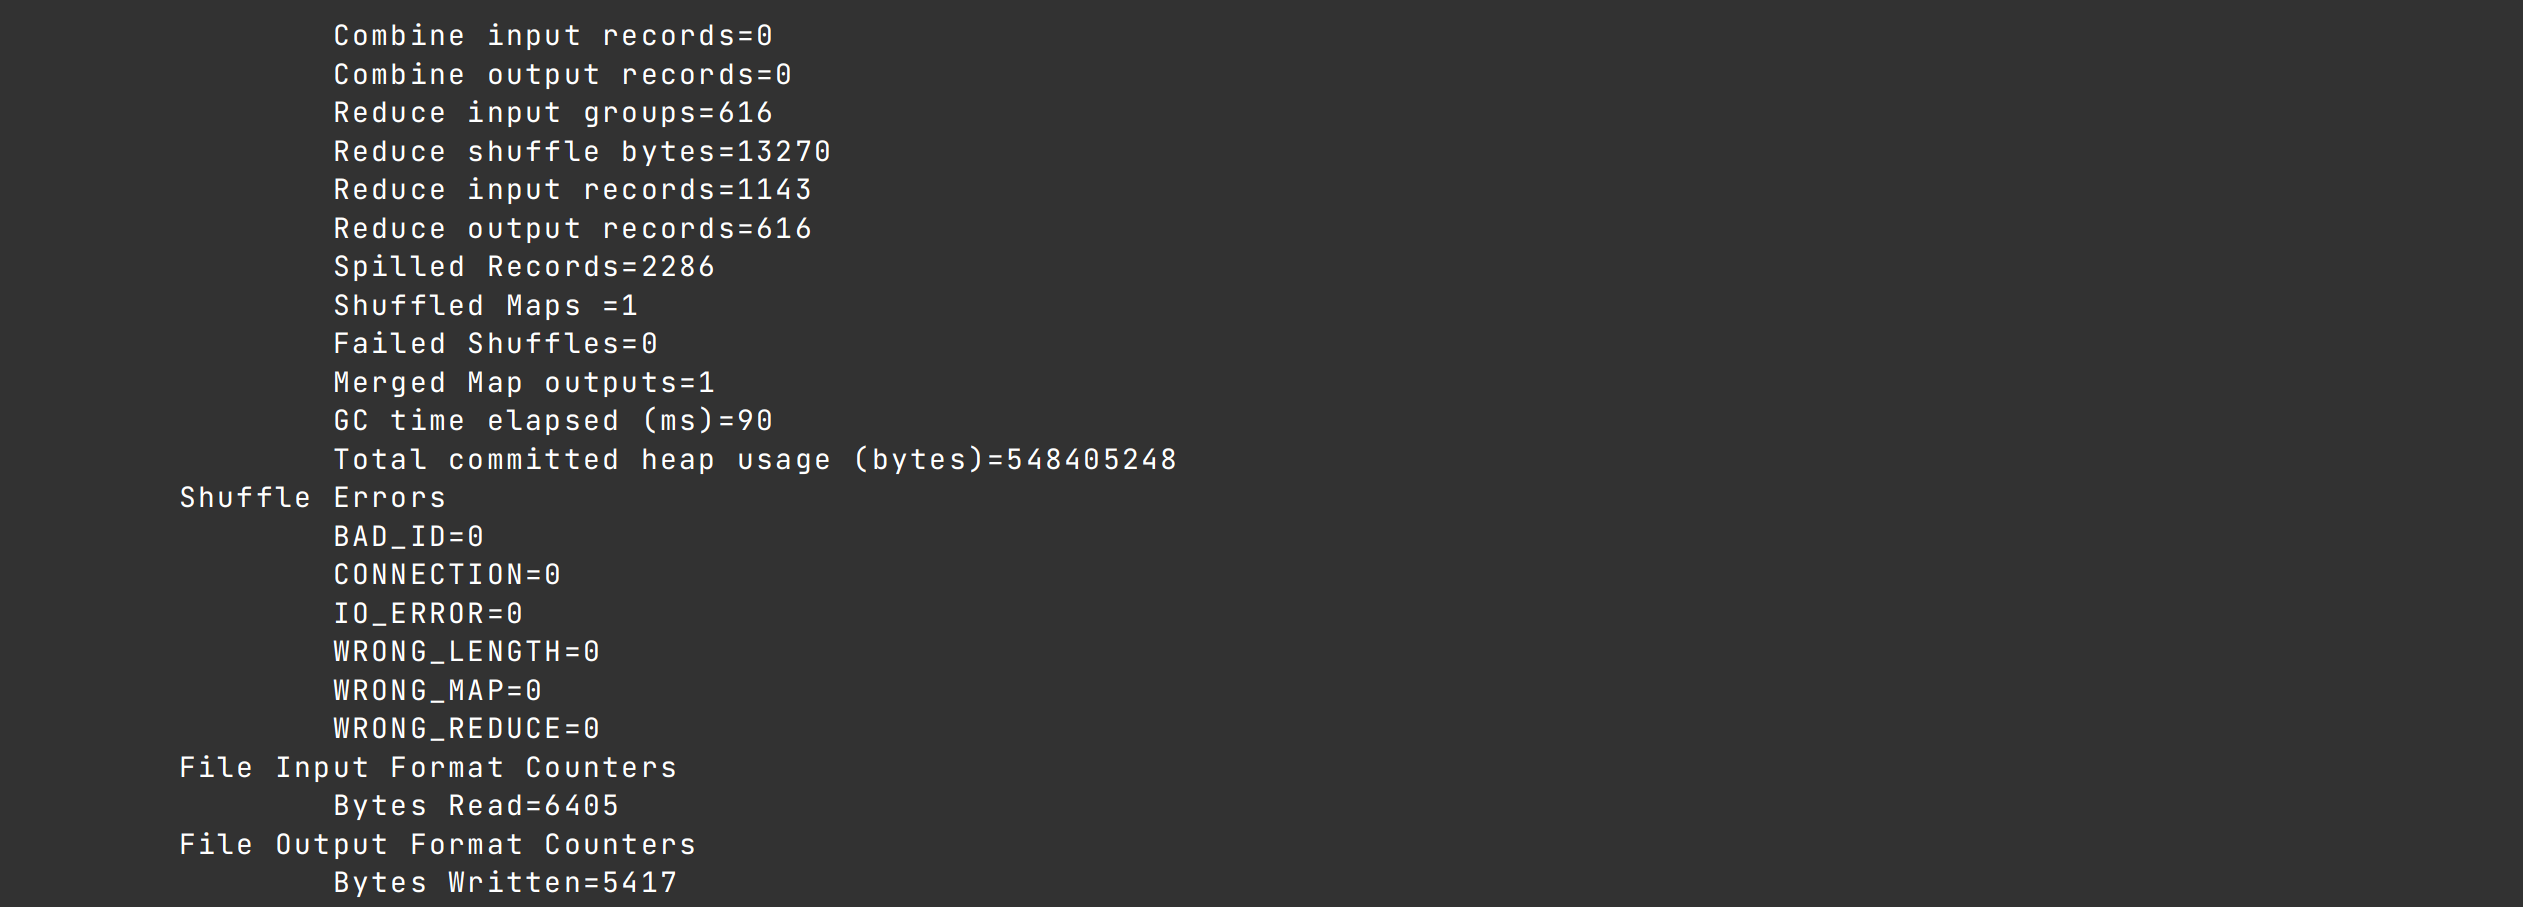 Combine input records=0
Combine output records=0
Reduce input groups=616
Reduce shuffle bytes=13270
Reduce input records=1143
Reduce output records=616
Spilled Records=2286
Shuffled Maps =1
Failed Shuffles=0
Merged Map outputs=1
GC time elapsed (ms)=90
Total committed heap usage (bytes)=548405248
Shuffle Errors
BAD_ID=0
CONNECTION=0
IO_ERROR=0
WRONG_LENGTH=0
WRONG_MAP=0
WRONG_REDUCE=0
File Input Format Counters
Bytes Read=6405
File Output Format Counters
Bytes Written=5417